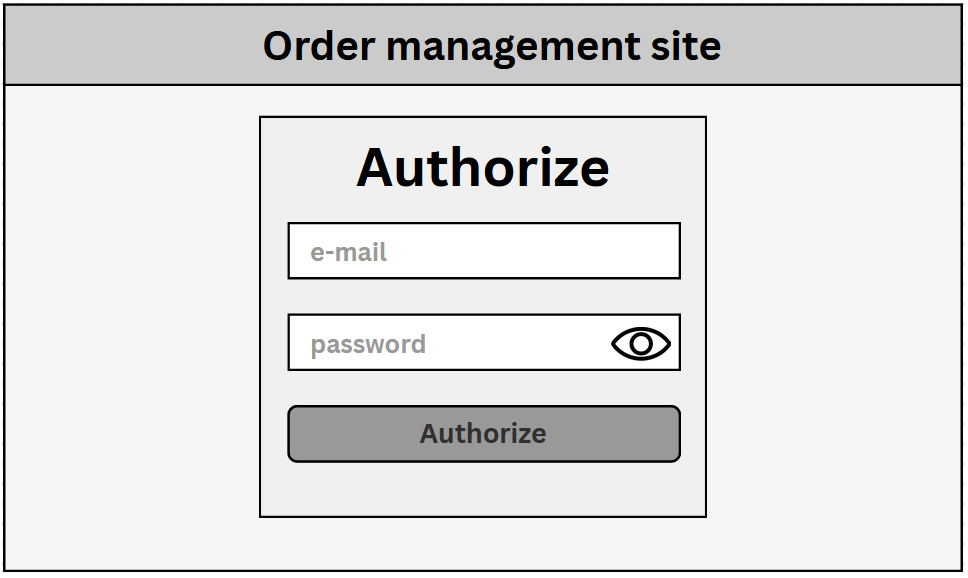 Order management site
Authorize
e-mail
password
Authorize